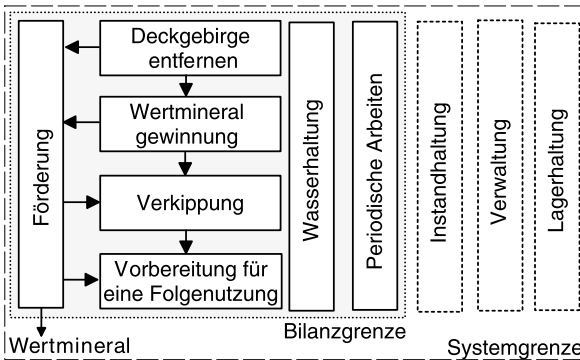 Deckgebirge
entfernen
Wertmineral
gewinnung
Verkippung
Vorbereitung für
eine Folgenutzung
Förderung
Wasserhaltung
Periodische Arbeiten
Instandhaltung
Verwaltung
Lagerhaltung
Bilanzgrenze
Wertmineral
Systemgrenze